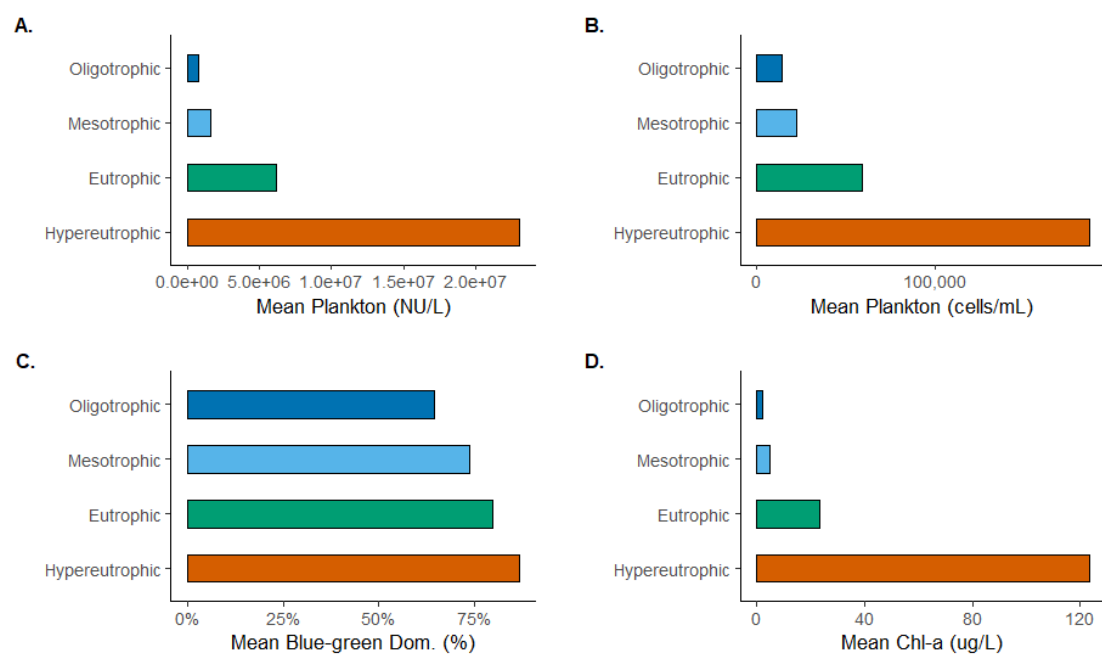 A.
Oligotrophic
Mesotrophic
Eutrophic
Hypereutrophic
0.0e+00 5.0e+06 1.0e+07 1.5e+07 2.0e+07
Mean Plankton (NU/L)
B.
Oligotrophic
Mesotrophic
Eutrophic
Hypereutrophic
0 100,000
Mean Plankton (cells/mL)
C.
Oligotrophic
Mesotrophic
Eutrophic
Hypereutrophic
0% 25% 50% 75%
Mean Blue-green Dom. (%)
D.
Oligotrophic
Mesotrophic
Eutrophic
Hypereutrophic
0 40 80 120
Mean Chl-a (ug/L)